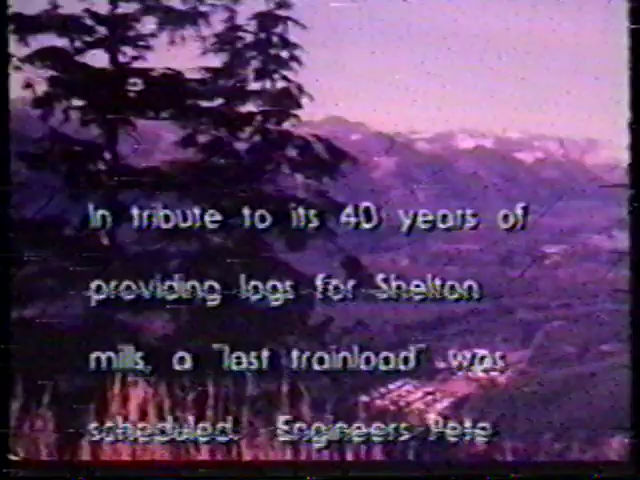 In tribute to its 40 years of
providing logs for Shelton
mills, a "last trainload" was
scheduled. Engineers Pete